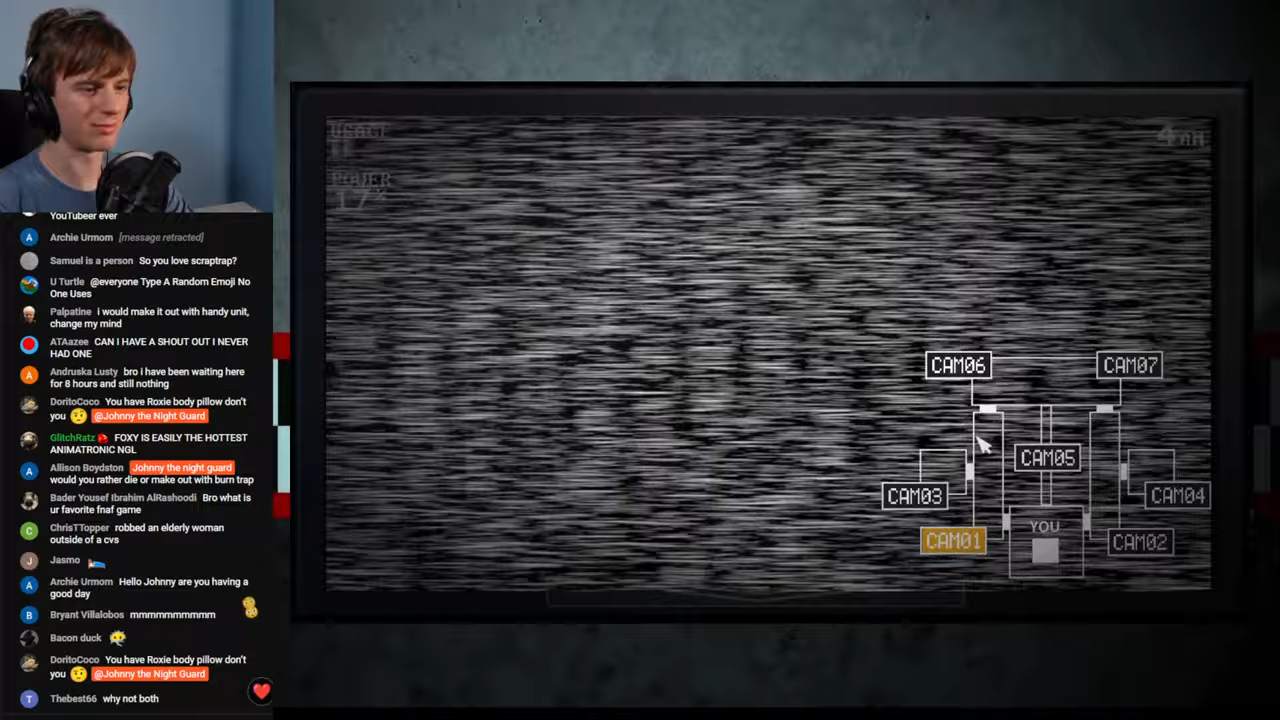 YouTubeer ever
A Archie Urmom [message retracted]
Samuel is a person So you love scraptrap?
U Turtle @everyone Type A Random Emoji No
One Uses
Palpatine i would make it out with handy unit,
change my mind
ATAazee CAN I HAVE A SHOUT OUT I NEVER
HAD ONE
A Andruska Lusty bro i have been waiting here
for 8 hours and still nothing
DoritoCoco You have Roxie body pillow don't
you @Johnny the Night Guard
GlitchRatz FOXY IS EASILY THE HOTTEST
ANIMATRONIC NGL
A Allison Boydston Johnny the night guard
would you rather die or make out with burn trap
Bader Yousef Ibrahim AlRashoodi Bro what is
ur favorite fnaf game
C ChrisTTopper robbed an elderly woman
outside of a cvs
J Jasmo
A Archie Urmom Hello Johnny are you having a
good day
B Bryant Villalobos mmmmmmmmmm
Bacon duck
DoritoCoco You have Roxie body pillow don't
you @Johnny the Night Guard
T Thebest66 why not both
USAGE
POWER
17%
4 AM
CAM06
CAM07
CAM05
CAM03
CAM04
YOU
CAM01
CAM02